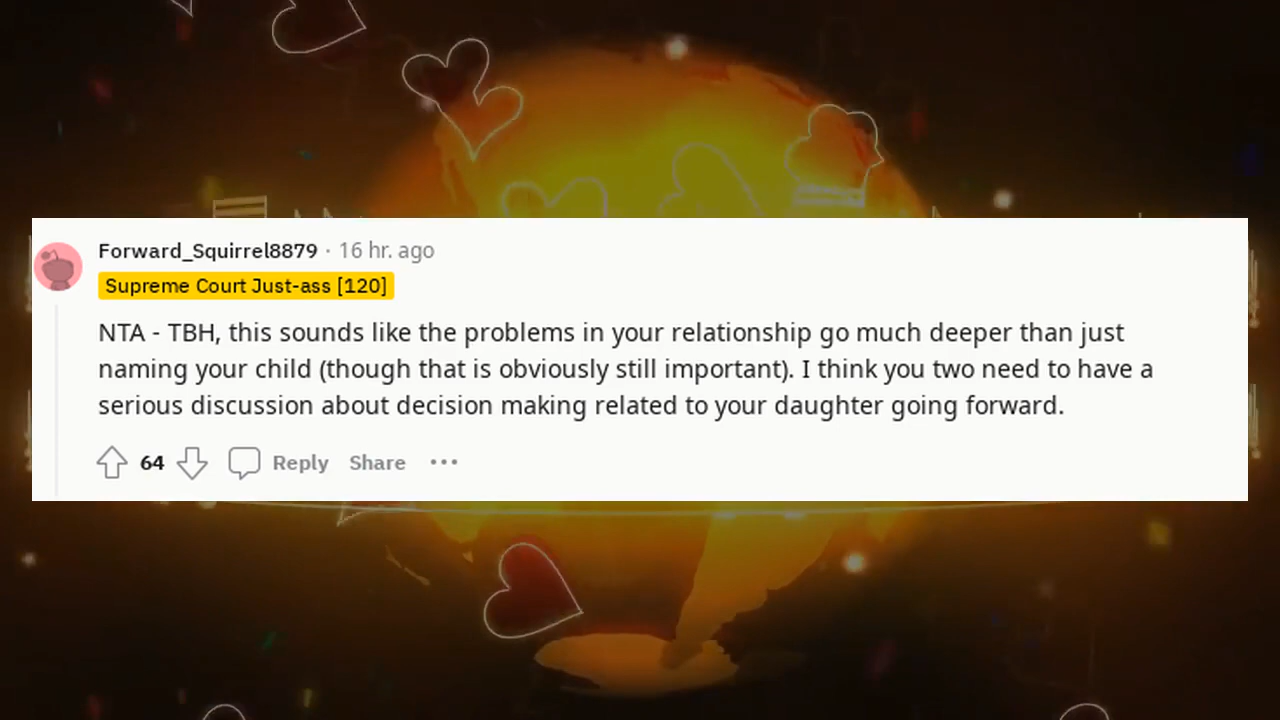 Forward_Squirrel8879 · 16 hr. ago
Supreme Court Just-ass [120]
NTA - TBH, this sounds like the problems in your relationship go much deeper than just
naming your child (though that is obviously still important). I think you two need to have a
serious discussion about decision making related to your daughter going forward.
64 Reply Share ···